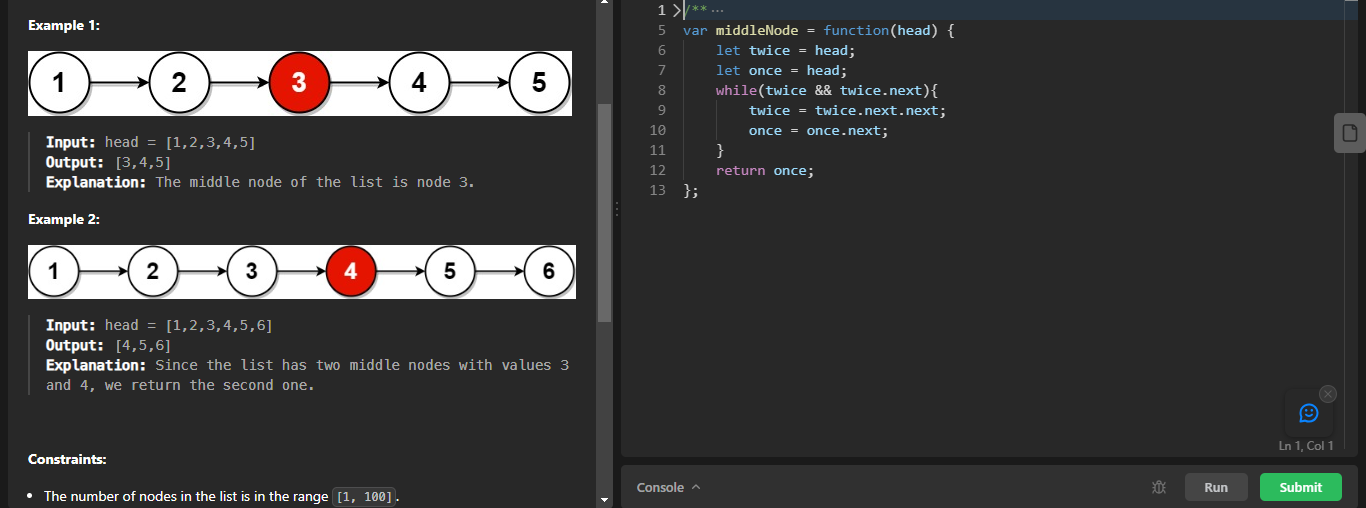 Example 1:
1 2 3 4 5
Input: head = [1,2,3,4,5]
Output: [3,4,5]
Explanation: The middle node of the list is node 3.
Example 2:
1 2 3 4 5 6
Input: head = [1,2,3,4,5,6]
Output: [4,5,6]
Explanation: Since the list has two middle nodes with values 3
and 4, we return the second one.
Constraints:
• The number of nodes in the list is in the range [1, 100].
1 /** ...
5 var middleNode = function(head) {
6 let twice = head;
7 let once = head;
8 while(twice && twice.next){
9 twice = twice.next.next;
10 once = once.next;
11 }
12 return once;
13 };
Ln 1, Col 1
Console
Run
Submit